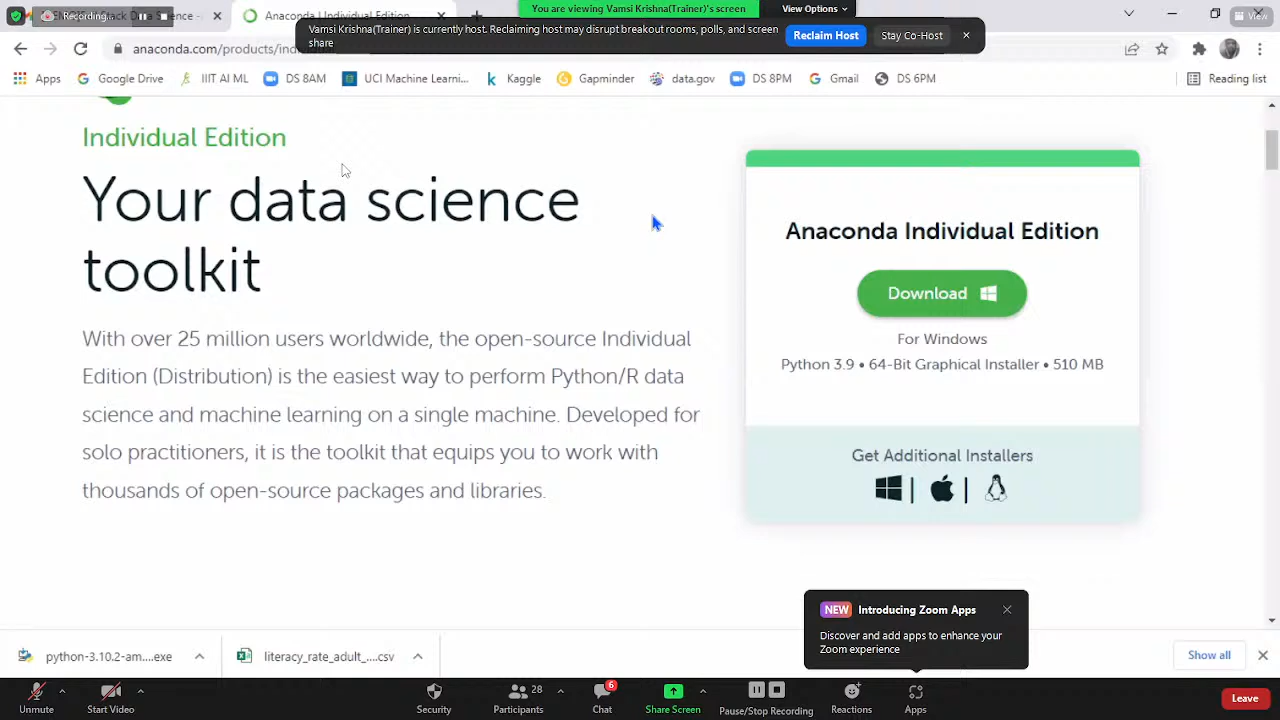 Recording...
Stack Data Science -
Anaconda | Individual Edition
You are viewing Vamsi Krishna(Trainer)'s screen
View Options
View
anaconda.com/products/ind
Vamsi Krishna(Trainer) is currently host. Reclaiming host may disrupt breakout rooms, polls, and screen
share
Reclaim Host
Stay Co-Host
Apps
Google Drive
IIIT AI ML
DS 8AM
UCI Machine Learni...
Kaggle
Gapminder
data.gov
DS 8PM
Gmail
DS 6PM
Reading list
Individual Edition
Your data science
toolkit
With over 25 million users worldwide, the open-source Individual
Edition (Distribution) is the easiest way to perform Python/R data
science and machine learning on a single machine. Developed for
solo practitioners, it is the toolkit that equips you to work with
thousands of open-source packages and libraries.
Anaconda Individual Edition
Download
For Windows
Python 3.9 • 64-Bit Graphical Installer • 510 MB
Get Additional Installers
NEW Introducing Zoom Apps
Discover and add apps to enhance your
Zoom experience
python-3.10.2-am....exe
literacy_rate_adult_....csv
Show all
Unmute
Start Video
Security
28
Participants
6
Chat
Share Screen
Pause/Stop Recording
Reactions
Apps
Leave